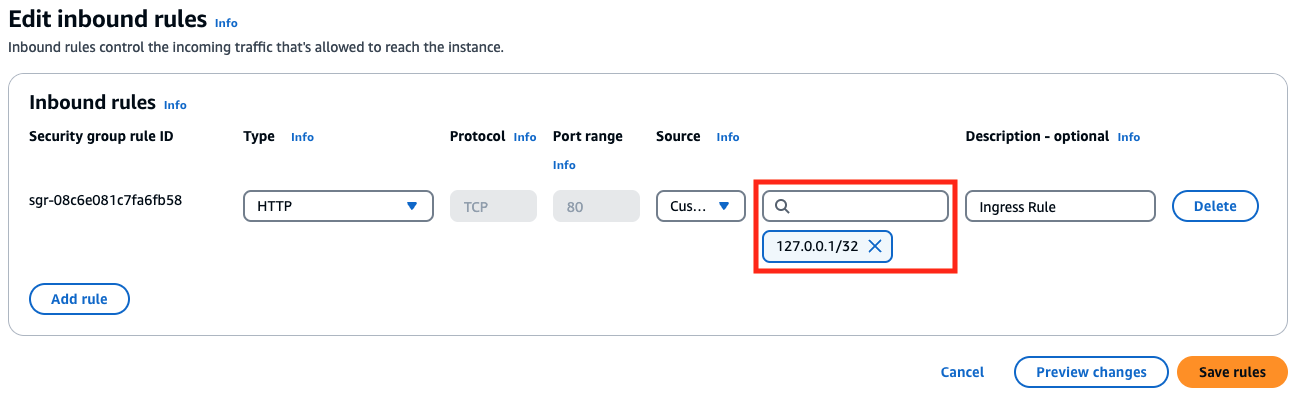 Edit inbound rules Info
Inbound rules control the incoming traffic that's allowed to reach the instance.
Inbound rules Info
Security group rule ID Type Info Protocol Info Port range Info Source Info Description - optional Info
sgr-08c6e081c7fa6fb58 HTTP TCP 80 Cus... Ingress Rule Delete
127.0.0.1/32
Add rule
Cancel Preview changes Save rules